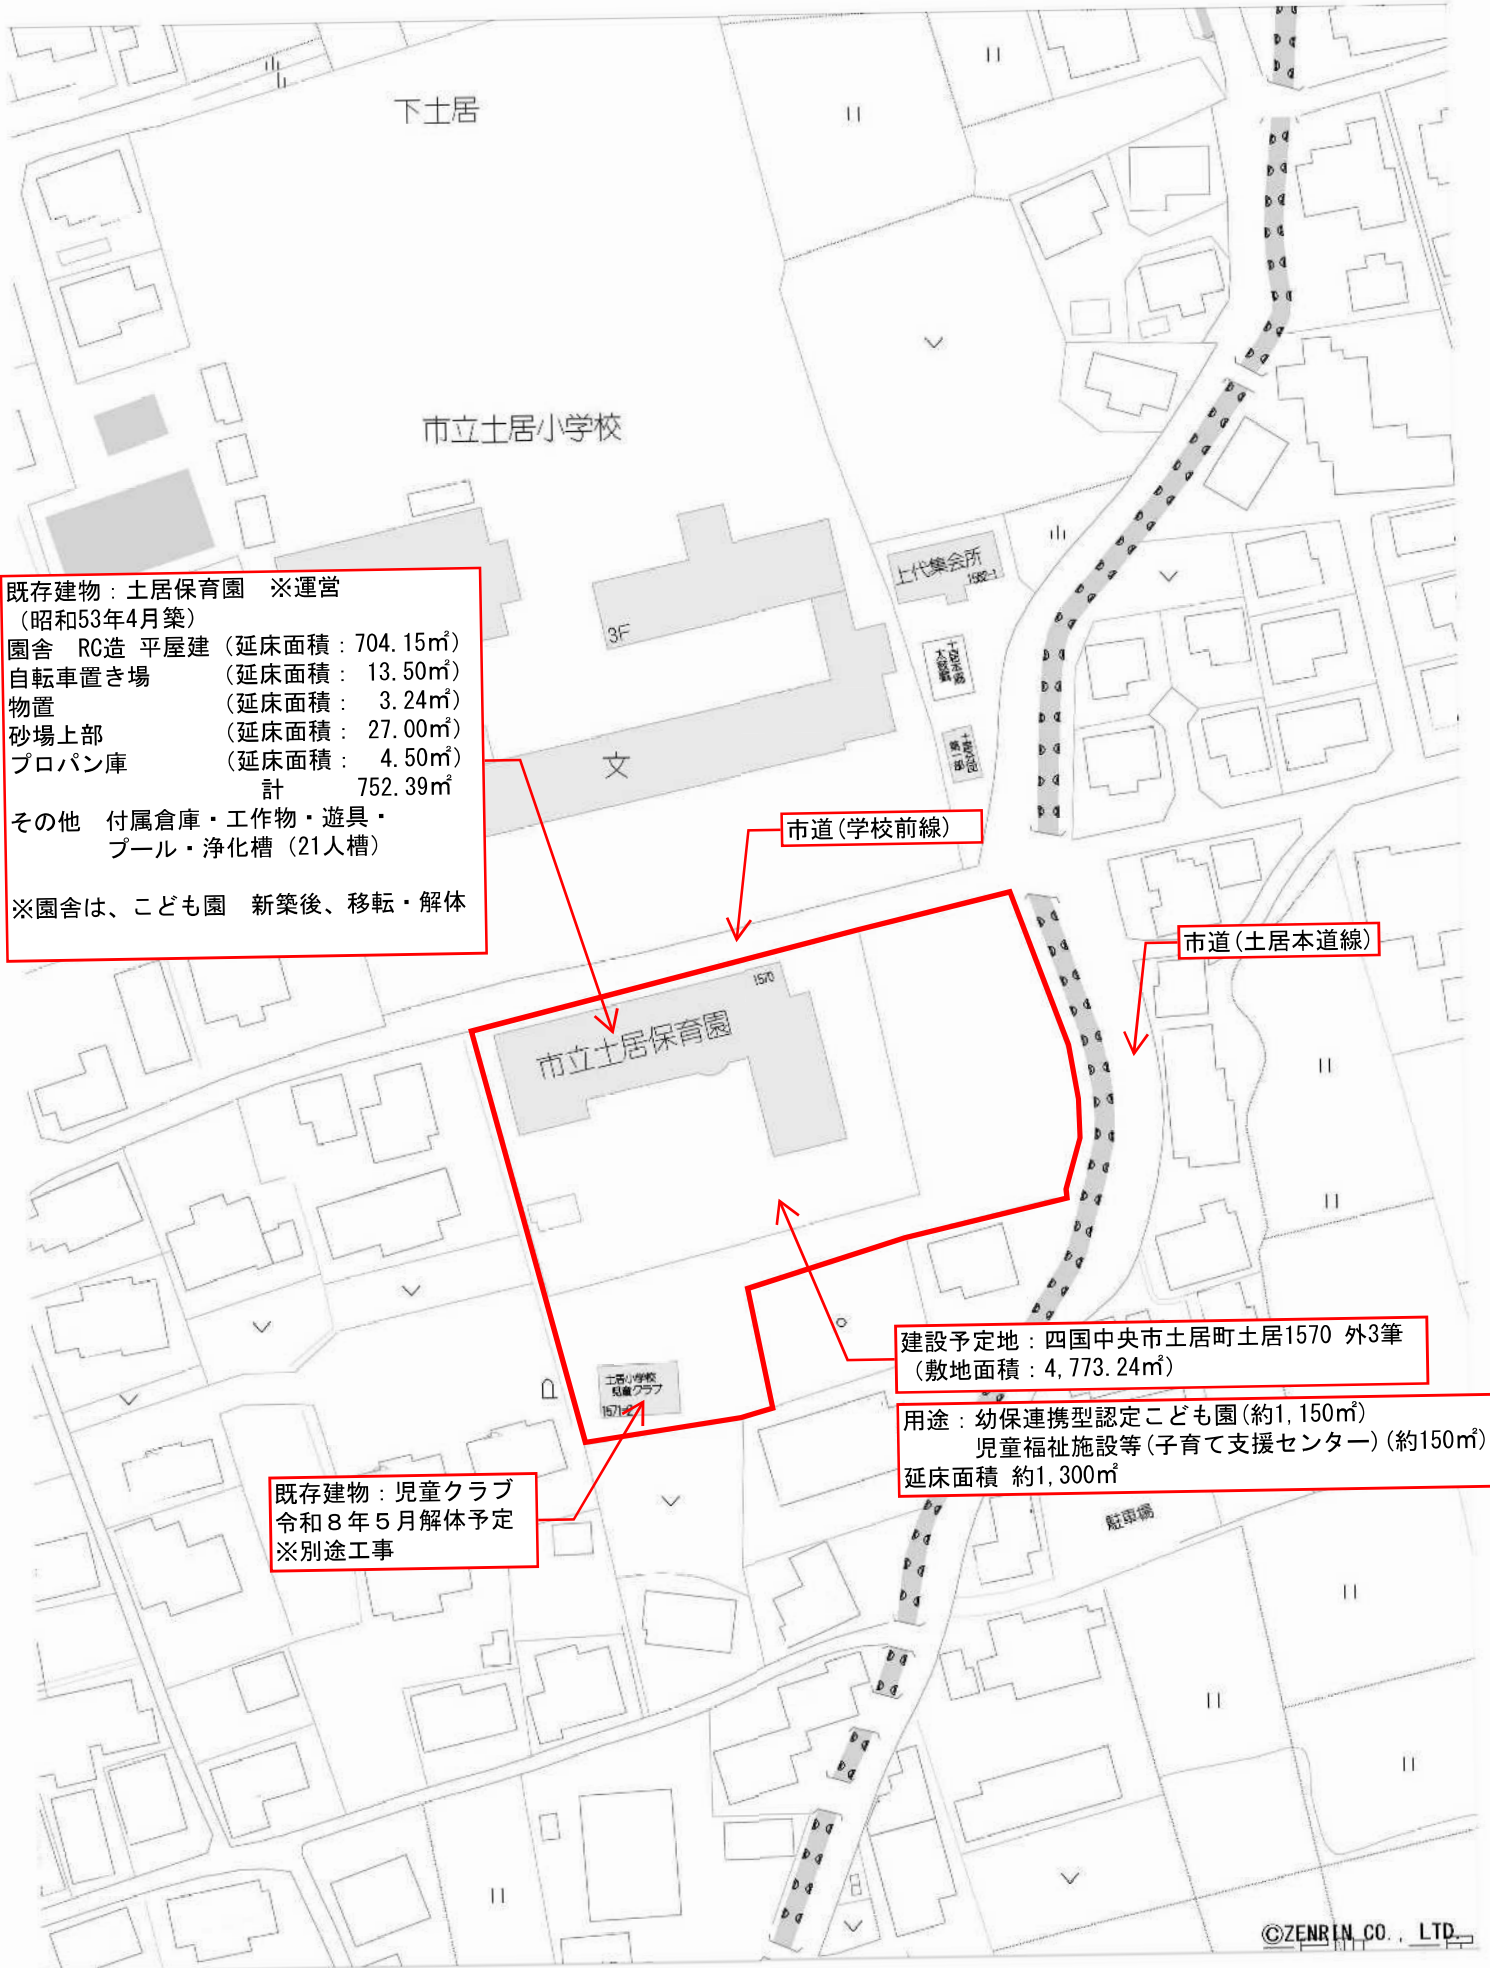 下土居
市立土居小学校
上代集会所
1582-1
3F
文
既存建物：土居保育園　※運営
（昭和53年4月築）
園舎　RC造 平屋建（延床面積：704.15㎡）
自転車置き場　（延床面積：　13.50㎡）
物置　（延床面積：　3.24㎡）
砂場上部　（延床面積：　27.00㎡）
プロパン庫　（延床面積：　4.50㎡）
計　752.39㎡
その他　付属倉庫・工作物・遊具・
プール・浄化槽（21人槽）
※園舎は、こども園　新築後、移転・解体
市道(学校前線)
市道(土居本道線)
1570
市立土居保育園
建設予定地：四国中央市土居町土居1570 外3筆
（敷地面積：4,773.24㎡）
用途：幼保連携型認定こども園(約1,150㎡)
児童福祉施設等(子育て支援センター)(約150㎡)
延床面積 約1,300㎡
土居小学校
児童クラブ
既存建物：児童クラブ
令和８年５月解体予定
※別途工事
駐車場
©ZENRIN CO., LTD.